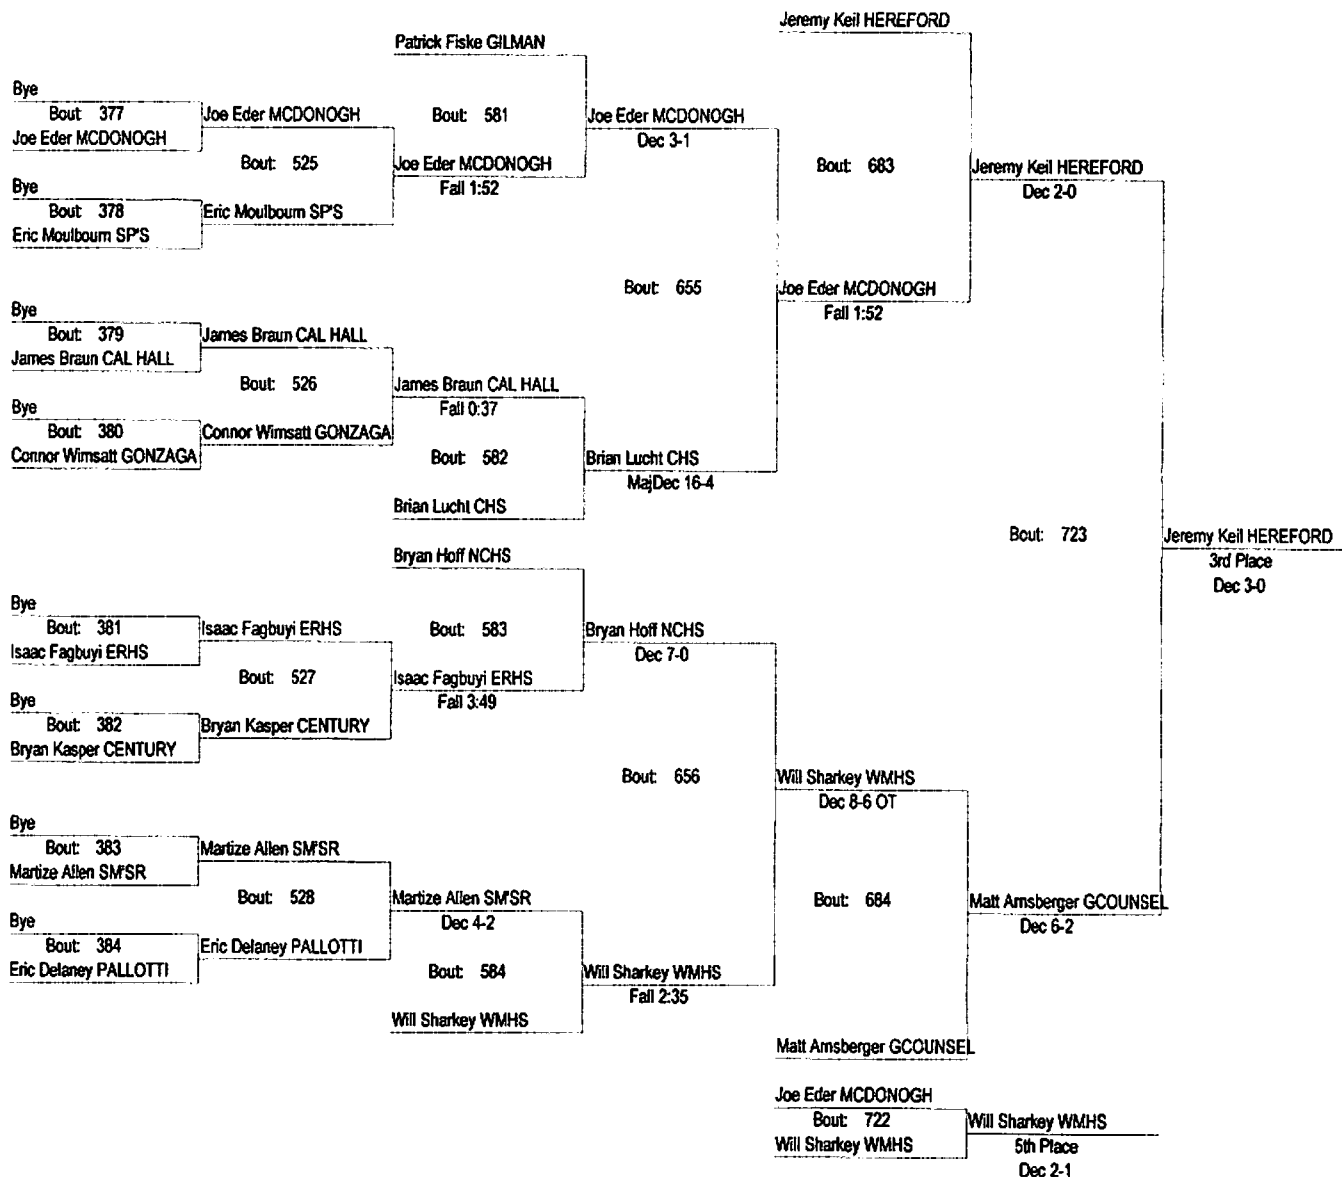 Jeremy Keil HEREFORD
Patrick Fiske GILMAN
Bye
Bout: 377
Joe Eder MCDONOGH
Joe Eder MCDONOGH
Bout: 581
Joe Eder MCDONOGH
Dec 3-1
Bout: 525
Joe Eder MCDONOGH
Fall 1:52
Bout: 683
Jeremy Keil HEREFORD
Dec 2-0
Bye
Bout: 378
Eric Moulbourn SP'S
Eric Moulbourn SP'S
Bout: 655
Joe Eder MCDONOGH
Fall 1:52
Bye
Bout: 379
James Braun CAL HALL
James Braun CAL HALL
Bout: 526
James Braun CAL HALL
Fall 0:37
Bye
Bout: 380
Connor Wimsatt GONZAGA
Connor Wimsatt GONZAGA
Bout: 582
Brian Lucht CHS
MajDec 16-4
Brian Lucht CHS
Bout: 723
Jeremy Keil HEREFORD
3rd Place
Dec 3-0
Bryan Hoff NCHS
Bye
Bout: 381
Isaac Fagbuyi ERHS
Isaac Fagbuyi ERHS
Bout: 583
Bryan Hoff NCHS
Dec 7-0
Bout: 527
Isaac Fagbuyi ERHS
Fall 3:49
Bye
Bout: 382
Bryan Kasper CENTURY
Bryan Kasper CENTURY
Bout: 656
Will Sharkey WMHS
Dec 8-6 OT
Bye
Bout: 383
Martize Allen SM'SR
Martize Allen SM'SR
Bout: 528
Martize Allen SM'SR
Dec 4-2
Bout: 684
Matt Arnsberger GCOUNSEL
Dec 6-2
Bye
Bout: 384
Eric Delaney PALLOTTI
Eric Delaney PALLOTTI
Bout: 584
Will Sharkey WMHS
Fall 2:35
Will Sharkey WMHS
Matt Arnsberger GCOUNSEL
Joe Eder MCDONOGH
Bout: 722
Will Sharkey WMHS
Will Sharkey WMHS
5th Place
Dec 2-1